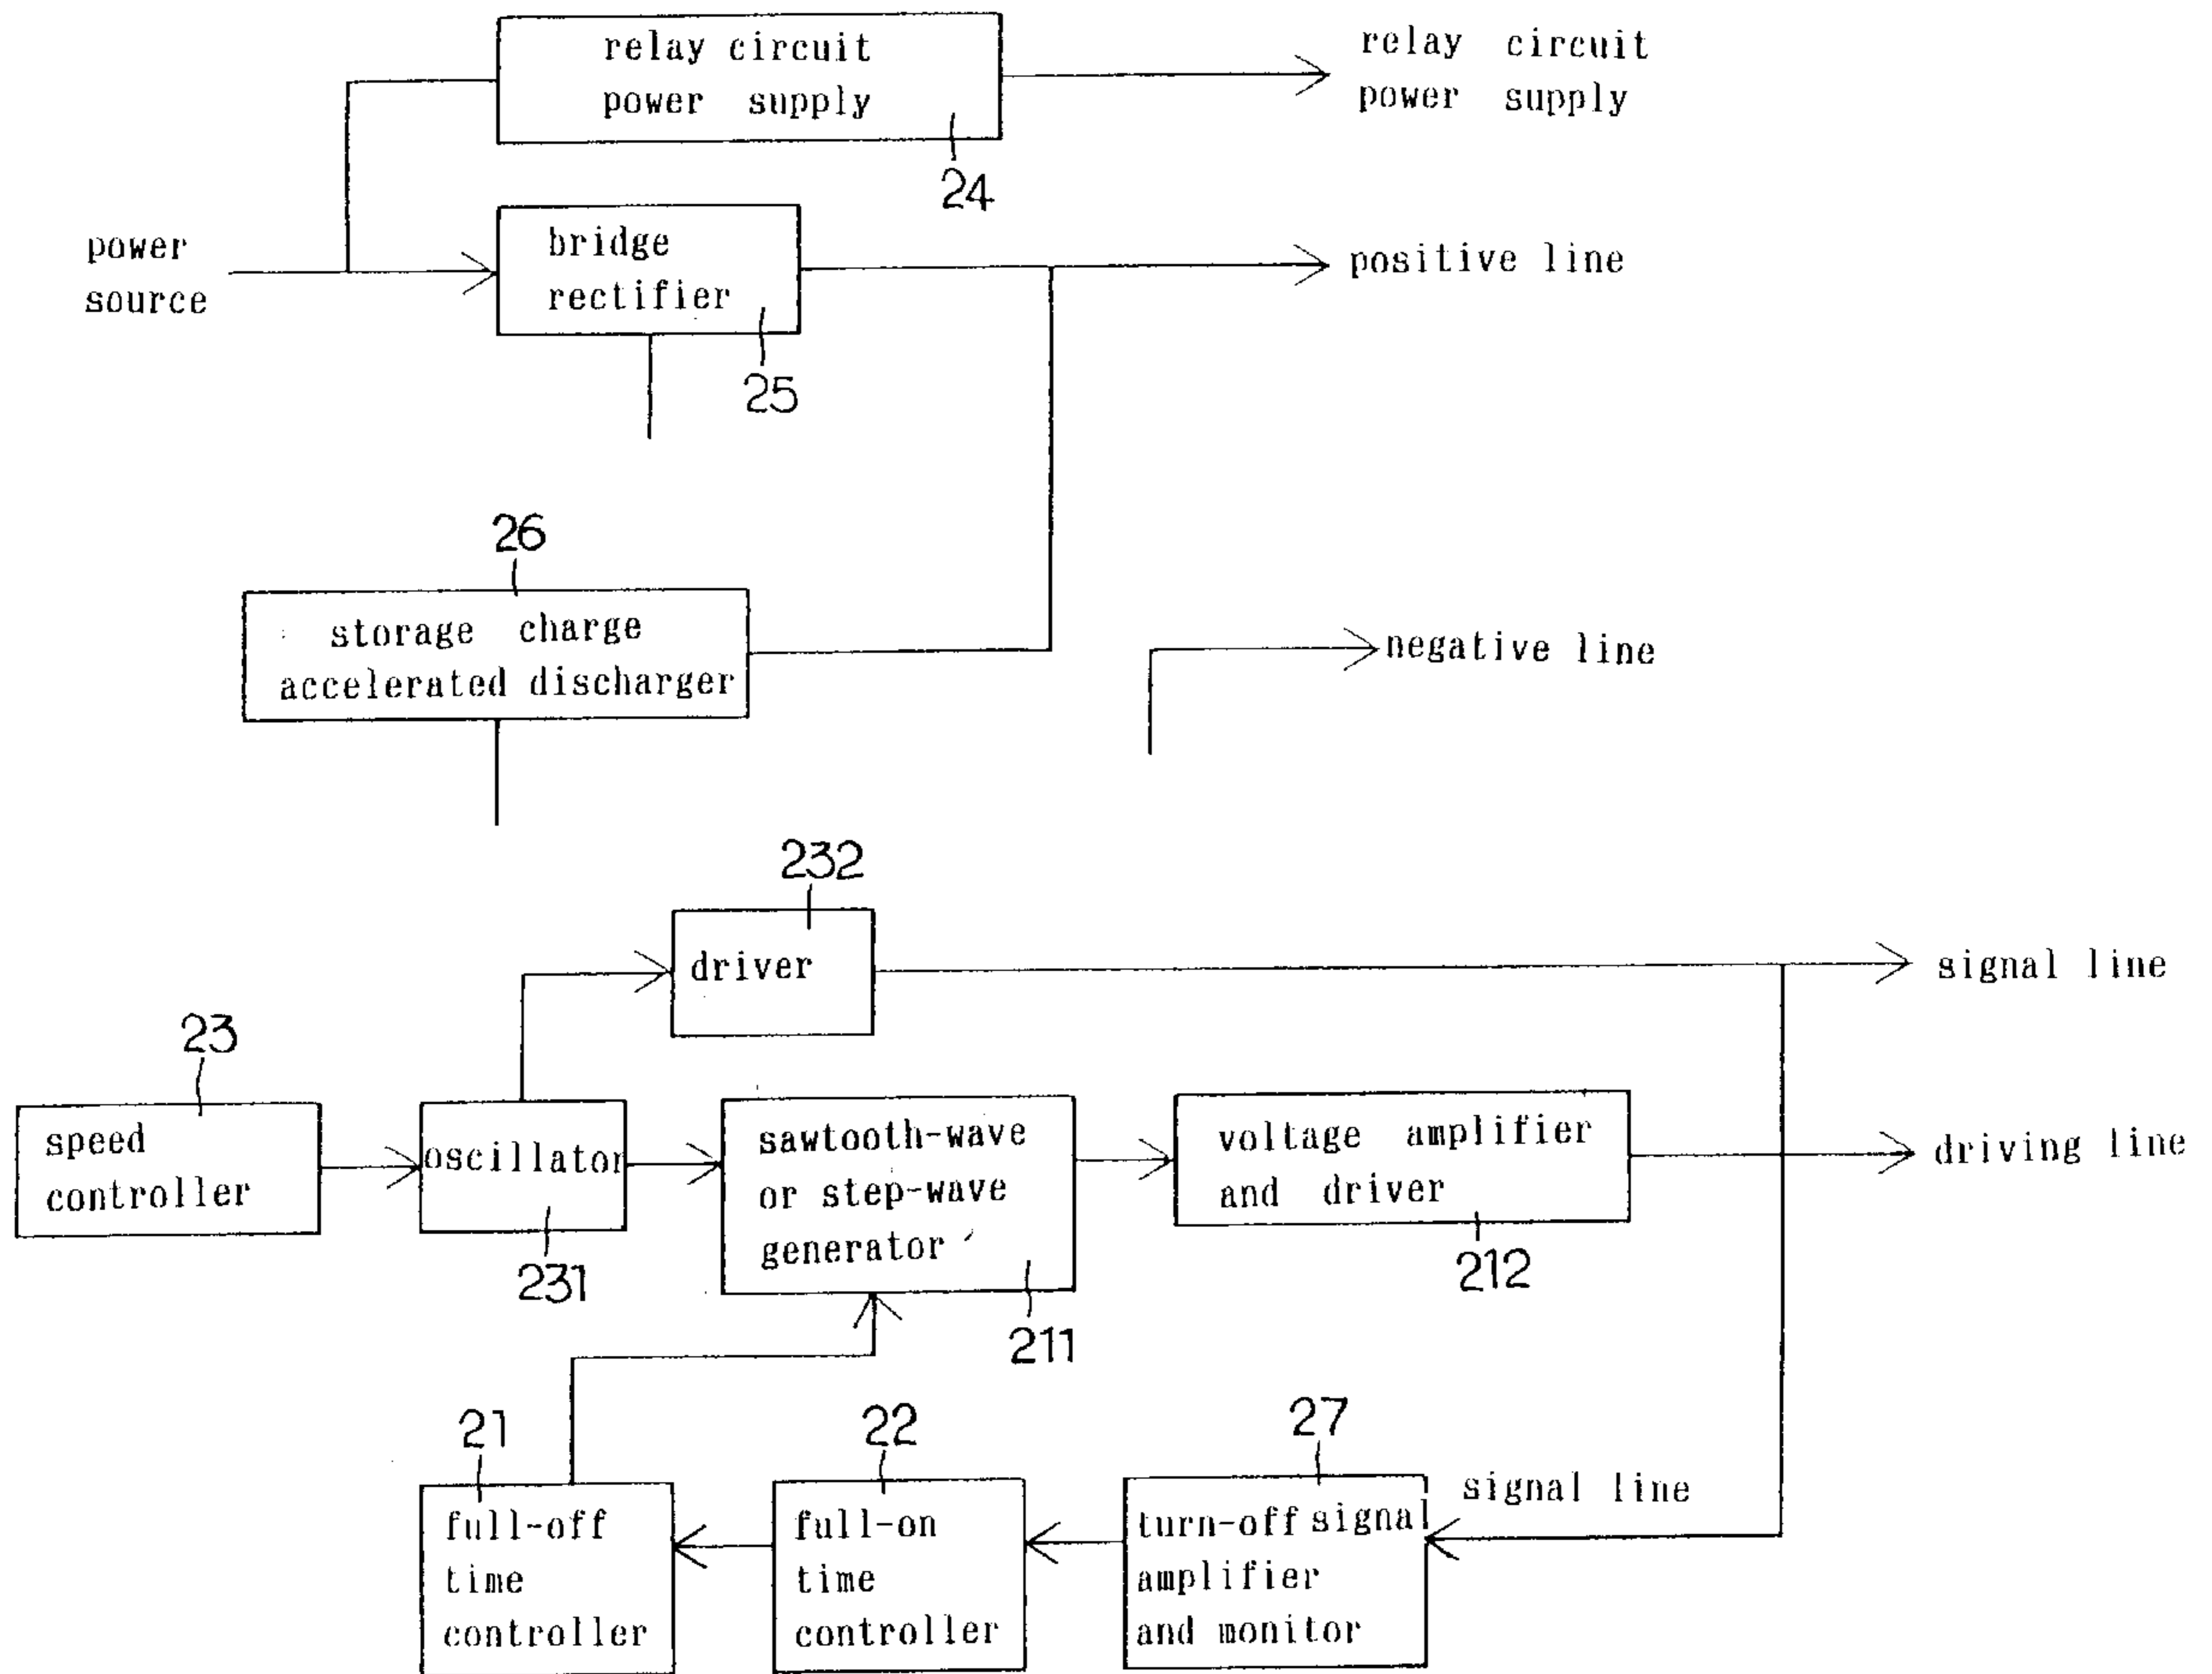 relay circuit
power supply
24
relay circuit
power supply
power
source
bridge
rectifier
25
positive line
26
storage charge
accelerated discharger
negative line
232
driver
signal line
23
speed
controller
oscillator
231
sawtooth-wave
or step-wave
generator
211
voltage amplifier
and driver
212
driving line
21
full-off
time
controller
22
full-on
time
controller
27
turn-off signal
amplifier
and monitor
signal line